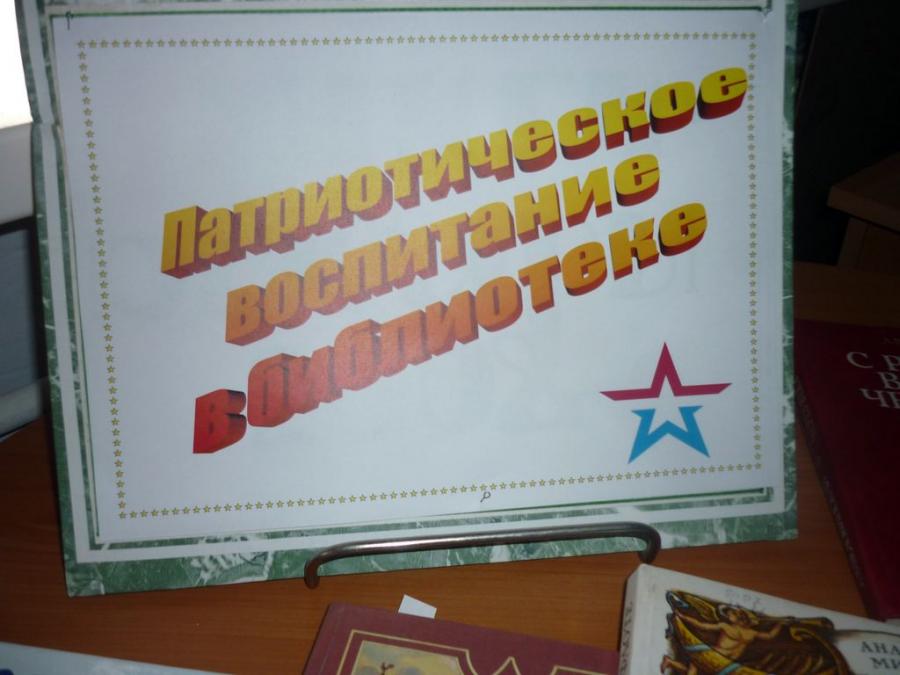 Патриотическое
воспитание
в библиотеке